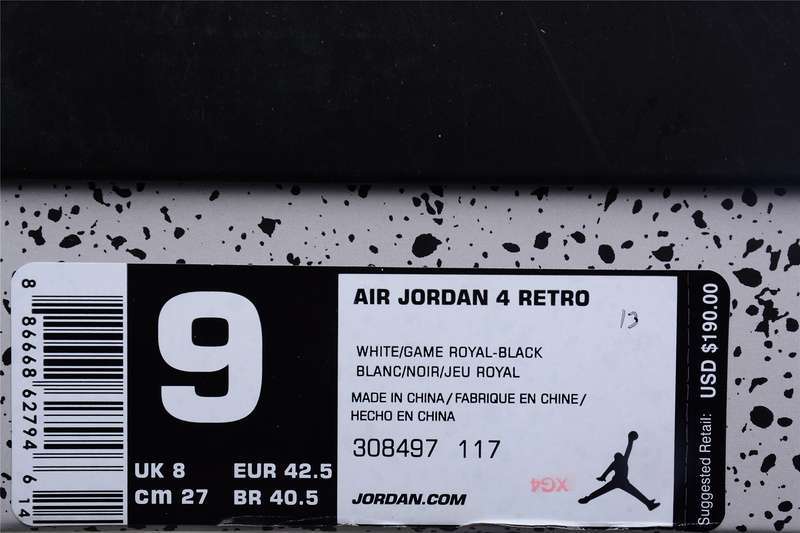 8 86668 62794 6 14
9
UK 8 EUR 42.5
cm 27 BR 40.5
AIR JORDAN 4 RETRO
13
WHITE/GAME ROYAL-BLACK
BLANC/NOIR/JEU ROYAL
MADE IN CHINA/FABRIQUE EN CHINE/
HECHO EN CHINA
308497 117
XG4
JORDAN.COM
Suggested Retail: USD $190.00